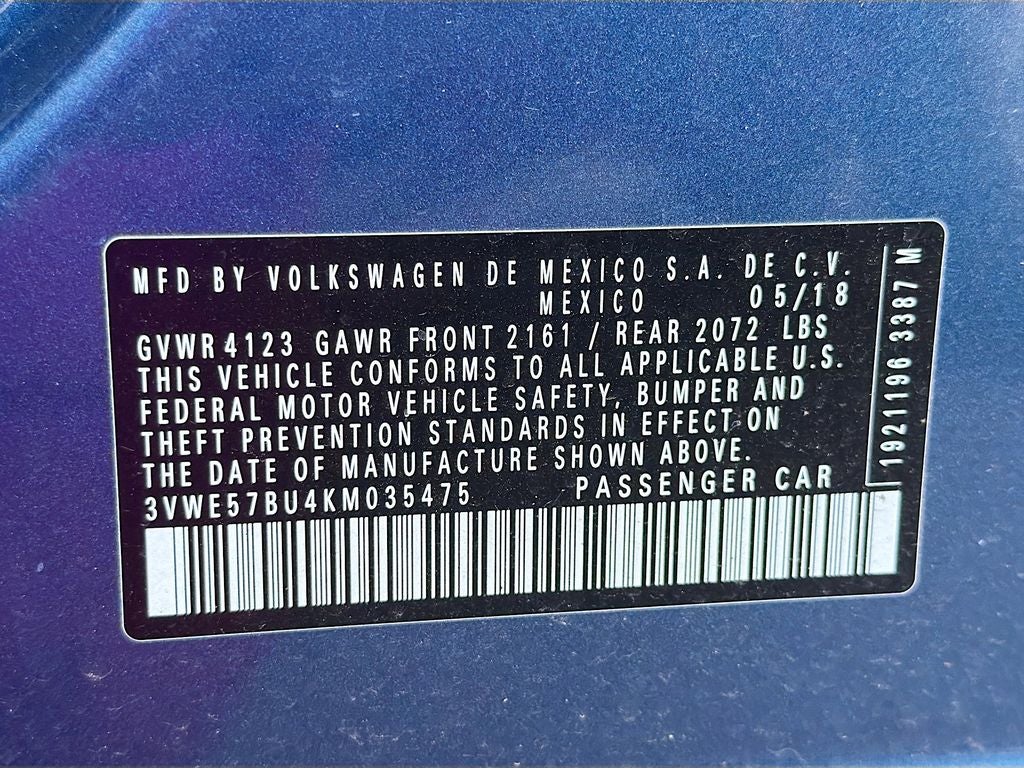 MFD BY VOLKSWAGEN DE MEXICO S.A. DE C.V.
MEXICO 05/18
GVWR 4123 GAWR FRONT 2161 / REAR 2072 LBS
THIS VEHICLE CONFORMS TO ALL APPLICABLE U.S.
FEDERAL MOTOR VEHICLE SAFETY, BUMPER AND
THEFT PREVENTION STANDARDS IN EFFECT ON
THE DATE OF MANUFACTURE SHOWN ABOVE.
3VWE57BU4KM035475 PASSENGER CAR
1921196 3387 M